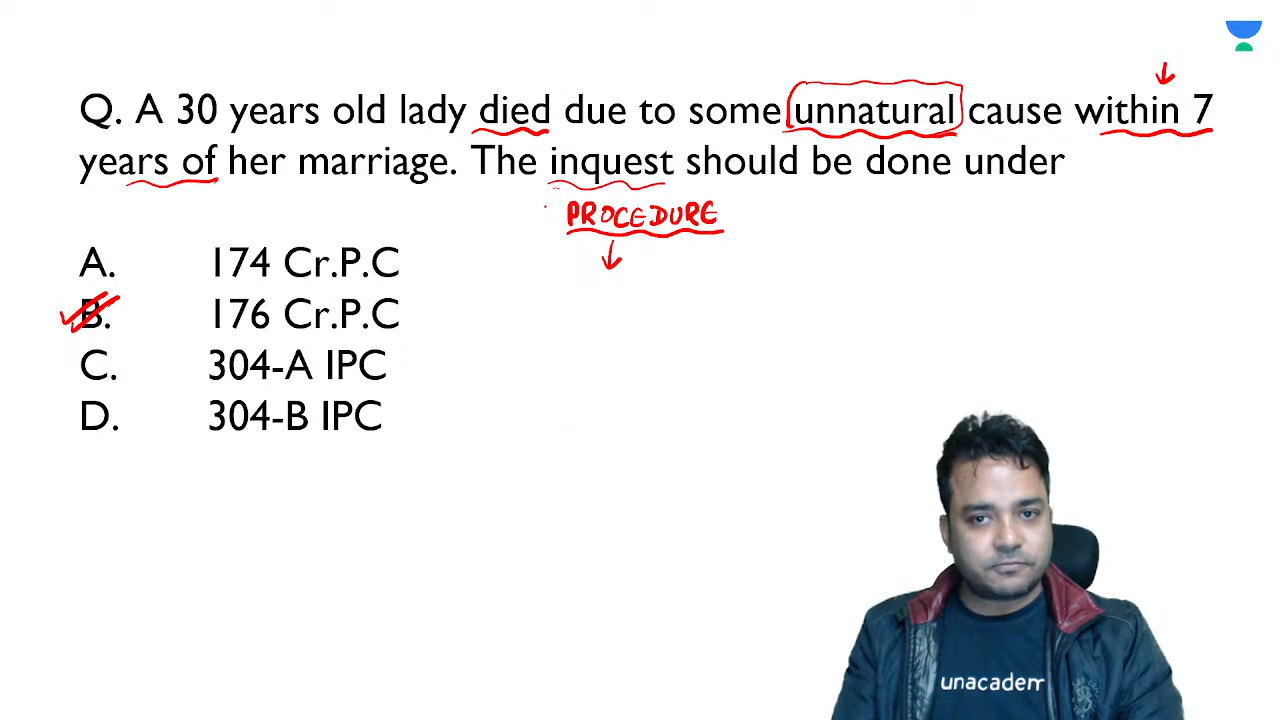 Q. A 30 years old lady died due to some unnatural cause within 7
years of her marriage. The inquest should be done under
PROCEDURE
A. 174 Cr.P.C
B. 176 Cr.P.C
C. 304-A IPC
D. 304-B IPC
unacadem